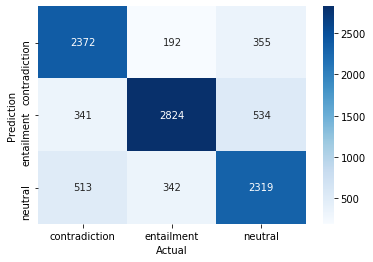 Prediction
contradiction
2372 192 355
entailment
341 2824 534
neutral
513 342 2319
contradiction entailment neutral
Actual
2500
2000
1500
1000
500